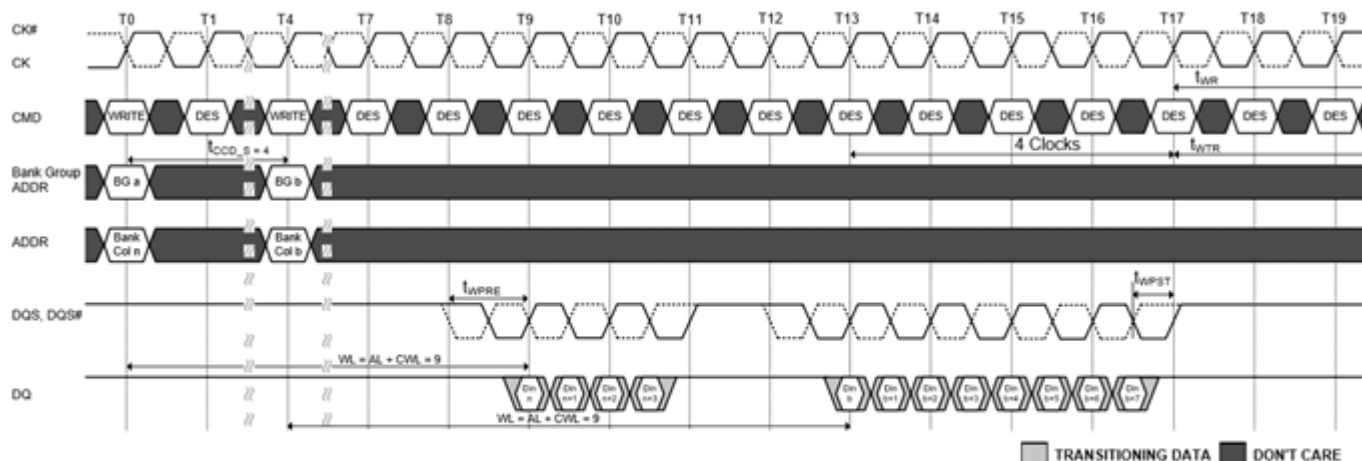 T0 T1 T4 T7 T8 T9 T10 T11 T12 T13 T14 T15 T16 T17 T18 T19
CK#
CK
tWR
CMD WRITE DES WRITE DES DES DES DES DES DES DES DES DES DES DES DES DES
tCCD_S = 4
4 Clocks
tWTR
Bank Group
ADDR
BG a BG b
ADDR
Bank
Col n
Bank
Col b
tWPRE
tWPST
DQS, DQS#
WL = AL + CWL = 9
DQ
Din
n
Din
n=1
Din
n=2
Din
n=3
Din
b
Din
b=1
Din
b=2
Din
b=3
Din
b=4
Din
b=5
Din
b=6
Din
b=7
WL = AL + CWL = 9
TRANSITIONING DATA DON'T CARE